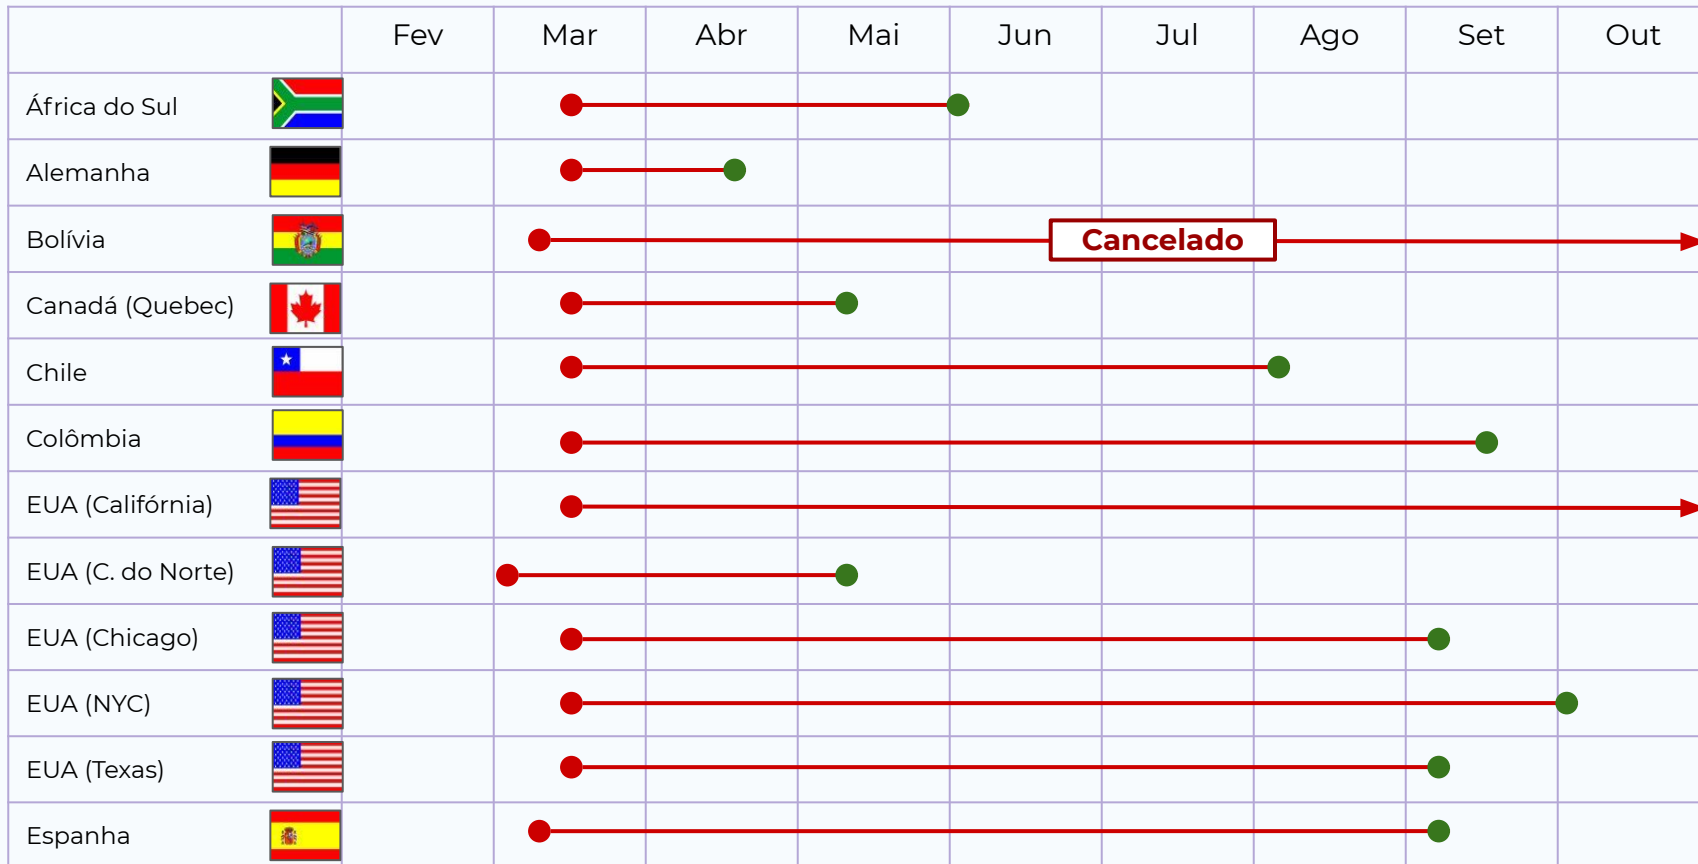 Fev Mar Abr Mai Jun Jul Ago Set Out
África do Sul
Alemanha
Bolívia Cancelado
Canadá (Quebec)
Chile
Colômbia
EUA (Califórnia)
EUA (C. do Norte)
EUA (Chicago)
EUA (NYC)
EUA (Texas)
Espanha